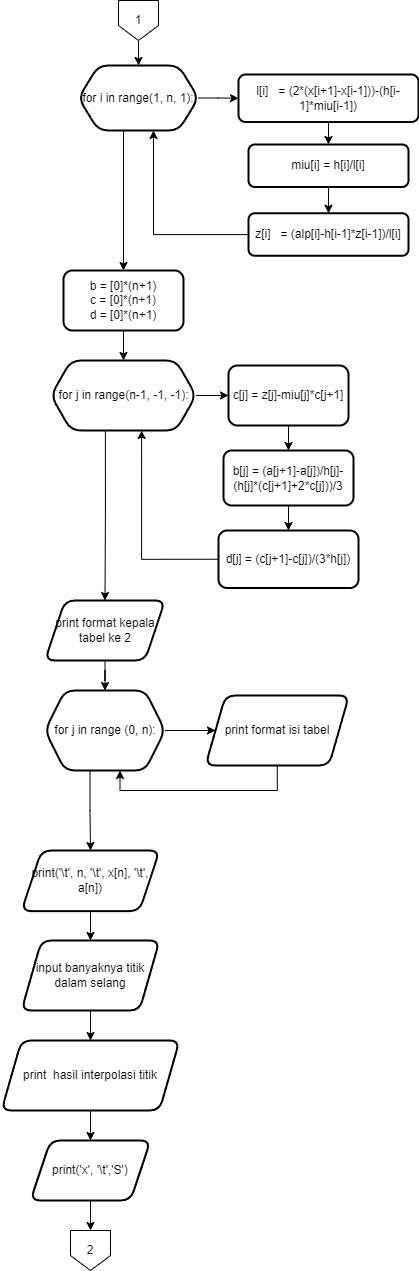 1
for i in range(1, n, 1):
l[i]   = (2*(x[i+1]-x[i-1]))-(h[i-
1]*miu[i-1])
miu[i] = h[i]/l[i]
z[i]   = (alp[i]-h[i-1]*z[i-1])/l[i]
b = [0]*(n+1)
c = [0]*(n+1)
d = [0]*(n+1)
for j in range(n-1, -1, -1):
c[j] = z[j]-miu[j]*c[j+1]
b[j] = (a[j+1]-a[j])/h[j]-
(h[j]*(c[j+1]+2*c[j]))/3
d[j] = (c[j+1]-c[j])/(3*h[j])
print format kepala
tabel ke 2
for j in range (0, n):
print format isi tabel
print('\t', n, '\t', x[n], '\t',
a[n])
input banyaknya titik
dalam selang
print  hasil interpolasi titik
print('x', '\t','S')
2